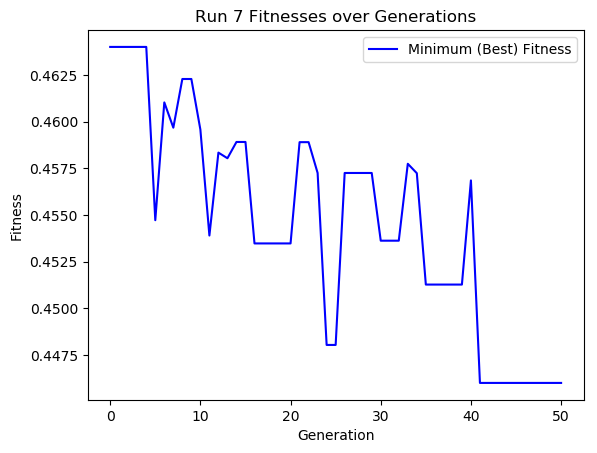 Run 7 Fitnesses over Generations
Minimum (Best) Fitness
Fitness
0.4625
0.4600
0.4575
0.4550
0.4525
0.4500
0.4475
0 10 20 30 40 50
Generation